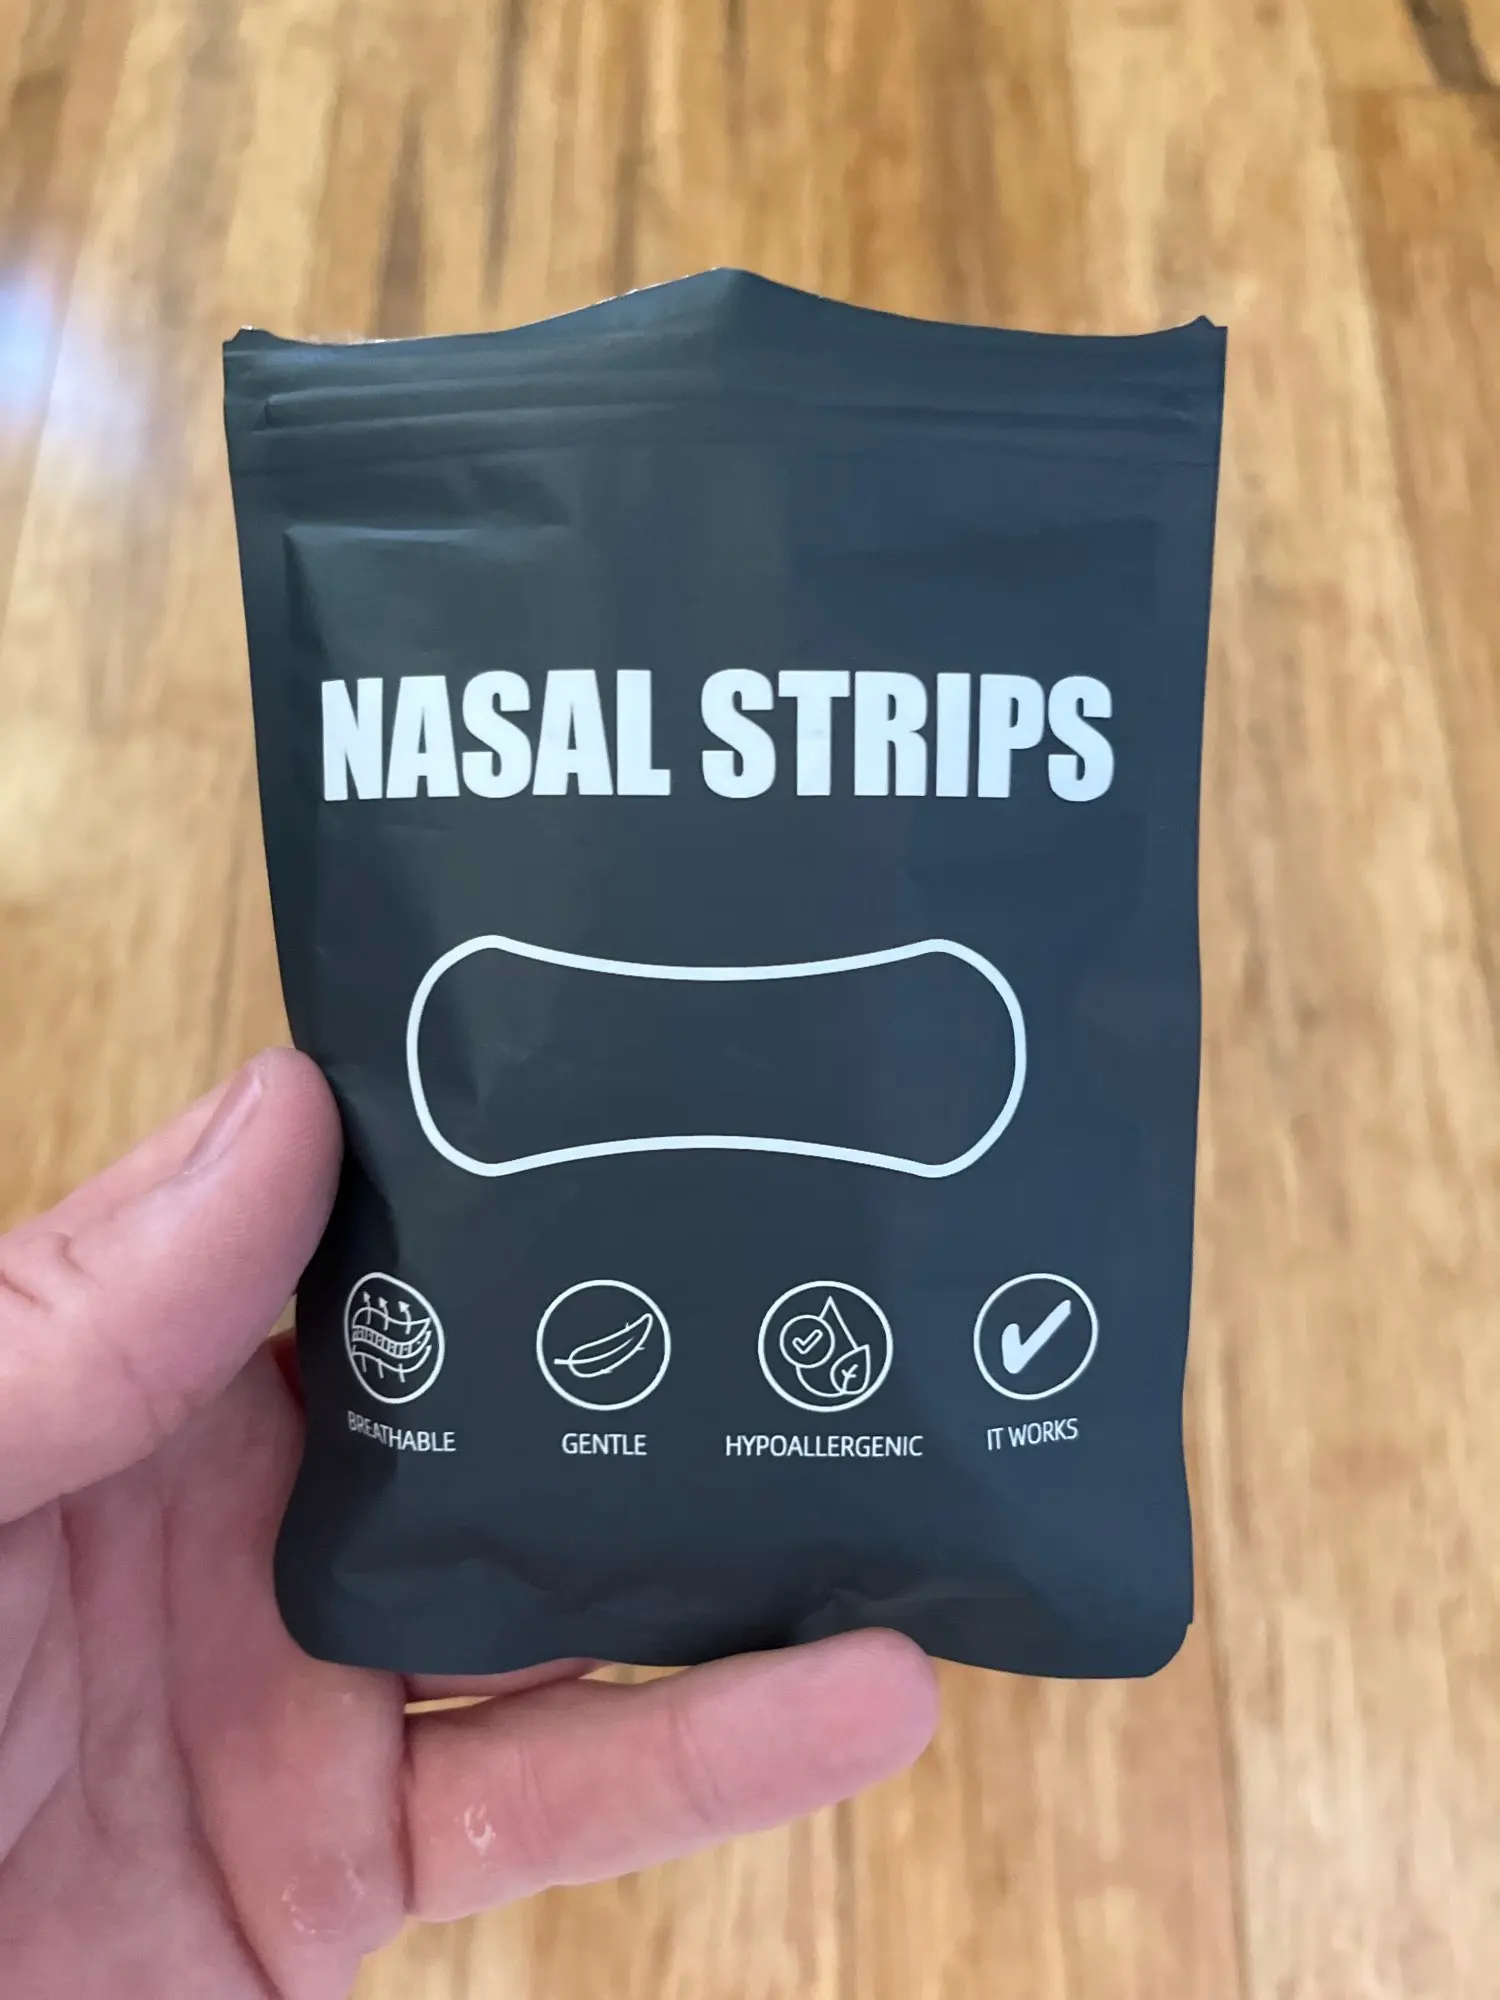 NASAL STRIPS
BREATHABLE
GENTLE
HYPOALLERGENIC
IT WORKS